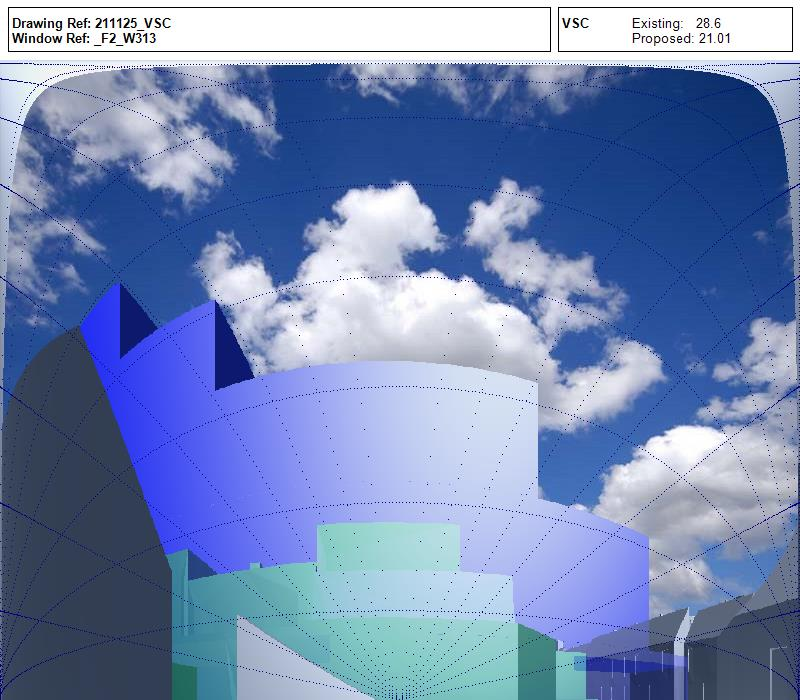 Drawing Ref: 211125_VSC
Window Ref: _F2_W313
VSC Existing: 28.6
Proposed: 21.01